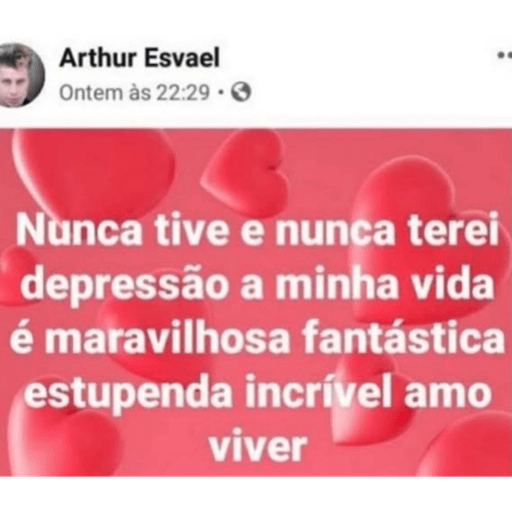 Arthur Esvael
Ontem às 22:29 ·
Nunca tive e nunca terei
depressão a minha vida
é maravilhosa fantástica
estupenda incrível amo
viver